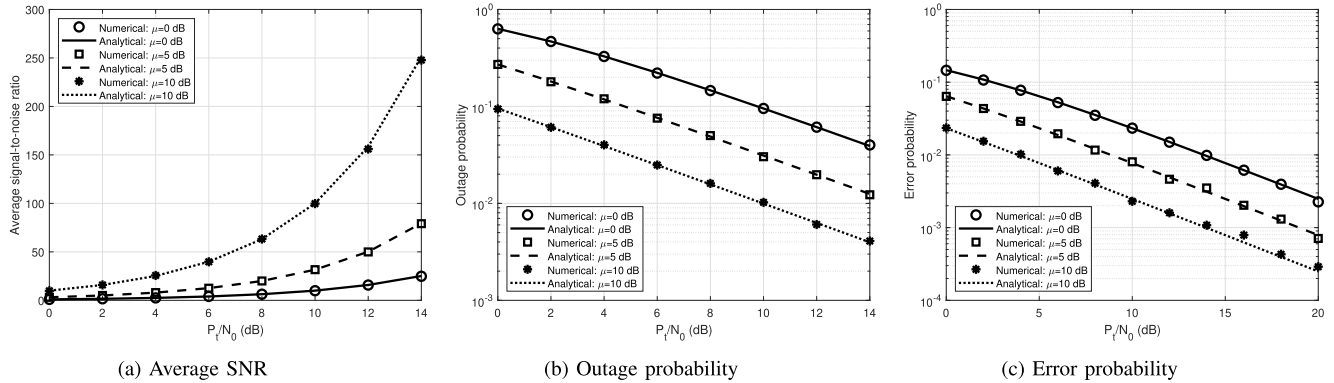 300
250
200
150
100
50
0
0 2 4 6 8 10 12 14
Average signal-to-noise ratio
P_t/N_0 (dB)
Numerical: μ=0 dB
Analytical: μ=0 dB
Numerical: μ=5 dB
Analytical: μ=5 dB
Numerical: μ=10 dB
Analytical: μ=10 dB
(a) Average SNR
10^0
10^-1
10^-2
10^-3
0 2 4 6 8 10 12 14
Outage probability
P_t/N_0 (dB)
Numerical: μ=0 dB
Analytical: μ=0 dB
Numerical: μ=5 dB
Analytical: μ=5 dB
Numerical: μ=10 dB
Analytical: μ=10 dB
(b) Outage probability
10^0
10^-1
10^-2
10^-3
10^-4
0 5 10 15 20
Error probability
P_t/N_0 (dB)
Numerical: μ=0 dB
Analytical: μ=0 dB
Numerical: μ=5 dB
Analytical: μ=5 dB
Numerical: μ=10 dB
Analytical: μ=10 dB
(c) Error probability